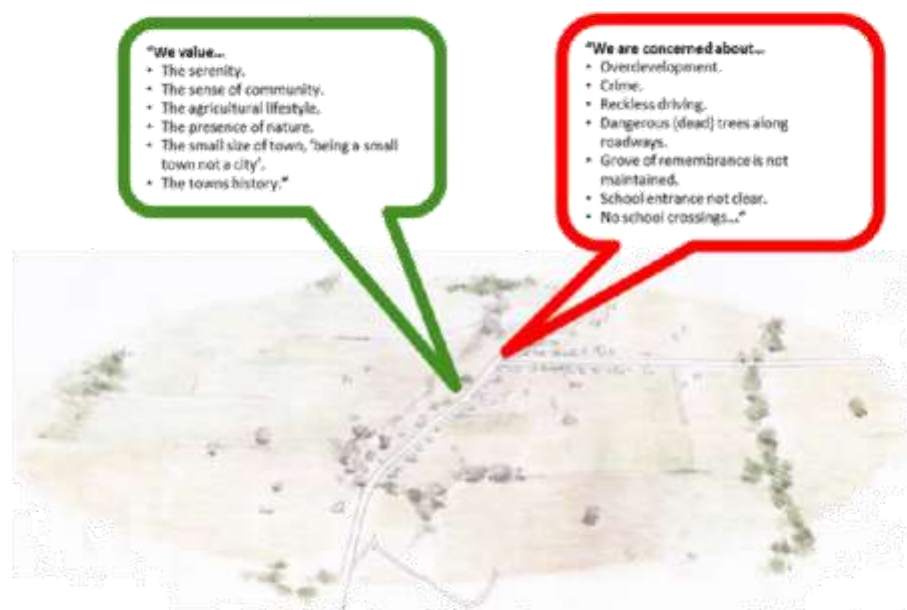 "We value...
• The serenity.
• The sense of community.
• The agricultural lifestyle.
• The presence of nature.
• The small size of town, 'being a small
town not a city'.
• The towns history."
"We are concerned about...
• Overdevelopment.
• Crime.
• Reckless driving.
• Dangerous (dead) trees along
roadways.
• Grove of remembrance is not
maintained.
• School entrance not clear.
• No school crossings..."